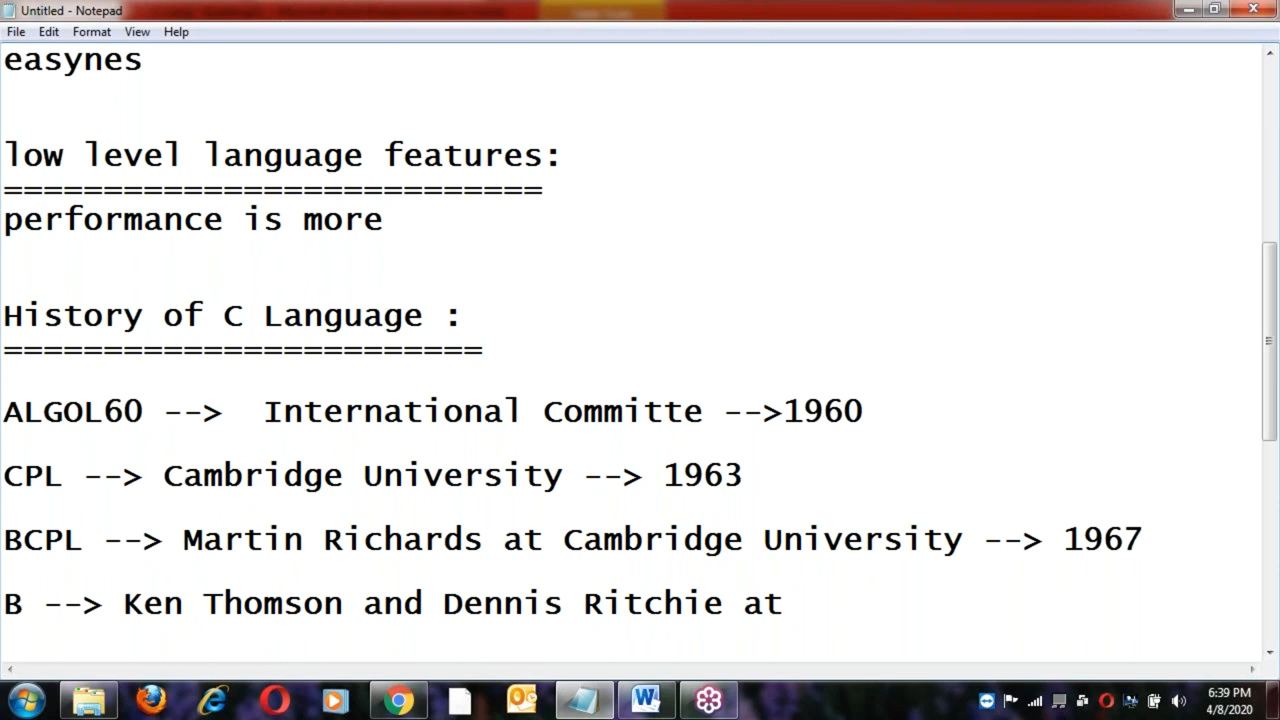 Untitled - Notepad
File Edit Format View Help
easynes
low level language features:
===========================
performance is more
History of C Language :
========================
ALGOL60 -->  International Committe -->1960
CPL --> Cambridge University --> 1963
BCPL --> Martin Richards at Cambridge University --> 1967
B --> Ken Thomson and Dennis Ritchie at
6:39 PM
4/8/2020